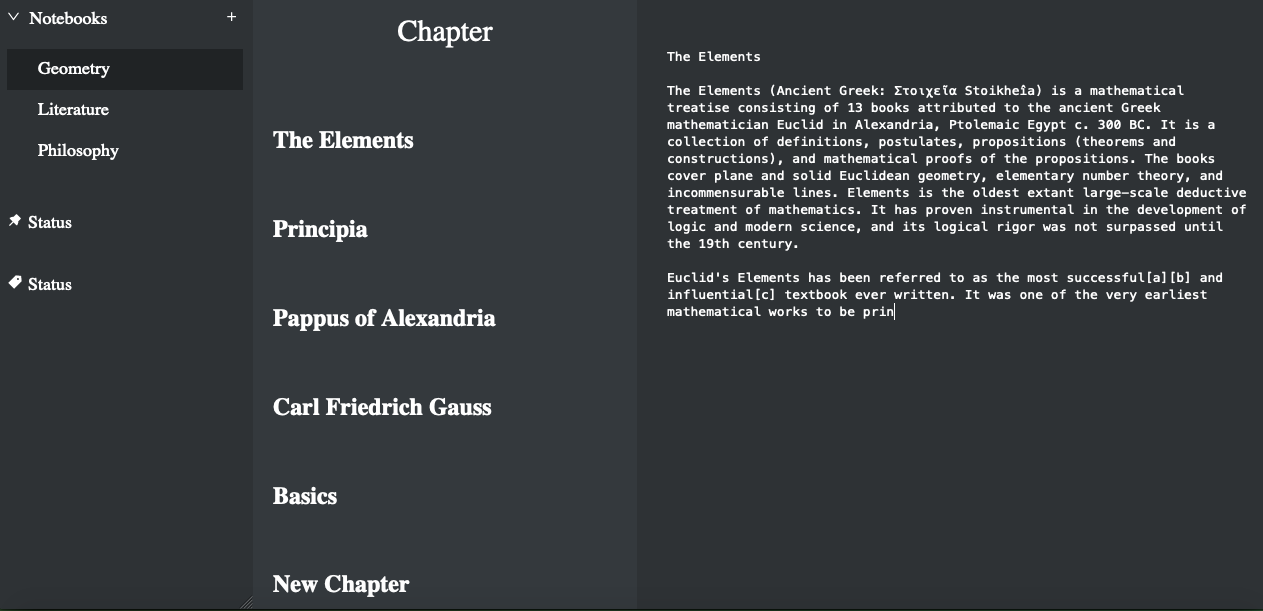 Notebooks +
Geometry
Literature
Philosophy
Status
Status
Chapter
The Elements
Principia
Pappus of Alexandria
Carl Friedrich Gauss
Basics
New Chapter
The Elements
The Elements (Ancient Greek: Στοιχεῖα Stoikheîa) is a mathematical
treatise consisting of 13 books attributed to the ancient Greek
mathematician Euclid in Alexandria, Ptolemaic Egypt c. 300 BC. It is a
collection of definitions, postulates, propositions (theorems and
constructions), and mathematical proofs of the propositions. The books
cover plane and solid Euclidean geometry, elementary number theory, and
incommensurable lines. Elements is the oldest extant large-scale deductive
treatment of mathematics. It has proven instrumental in the development of
logic and modern science, and its logical rigor was not surpassed until
the 19th century.
Euclid's Elements has been referred to as the most successful[a][b] and
influential[c] textbook ever written. It was one of the very earliest
mathematical works to be prin